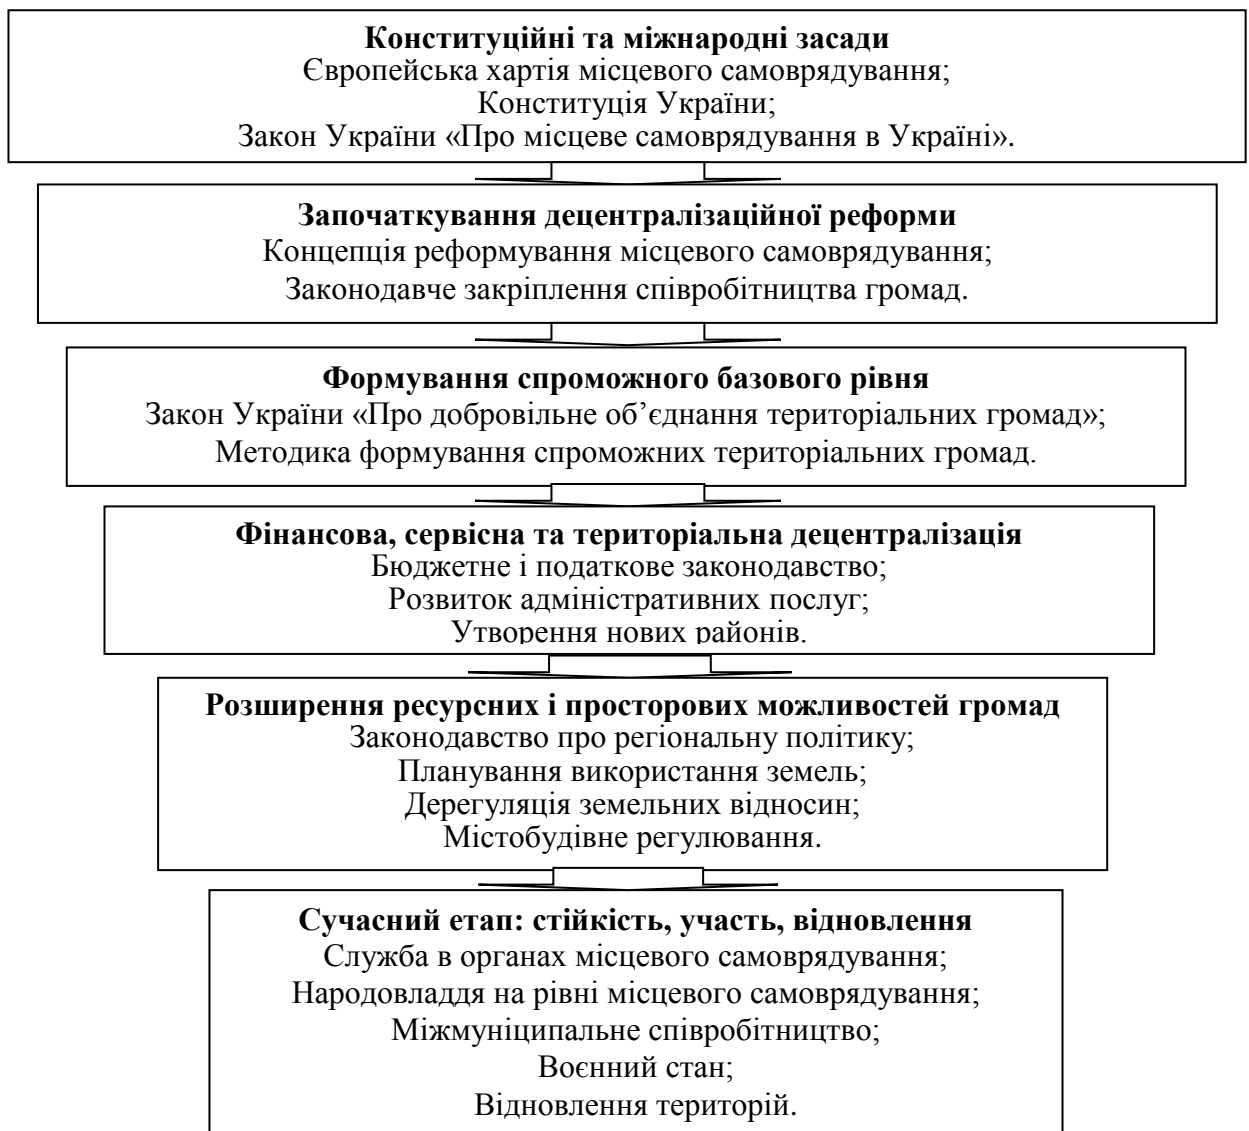 Конституційні та міжнародні засади
Європейська хартія місцевого самоврядування;
Конституція України;
Закон України «Про місцеве самоврядування в Україні».
Започаткування децентралізаційної реформи
Концепція реформування місцевого самоврядування;
Законодавче закріплення співробітництва громад.
Формування спроможного базового рівня
Закон України «Про добровільне об’єднання територіальних громад»;
Методика формування спроможних територіальних громад.
Фінансова, сервісна та територіальна децентралізація
Бюджетне і податкове законодавство;
Розвиток адміністративних послуг;
Утворення нових районів.
Розширення ресурсних і просторових можливостей громад
Законодавство про регіональну політику;
Планування використання земель;
Дерегуляція земельних відносин;
Містобудівне регулювання.
Сучасний етап: стійкість, участь, відновлення
Служба в органах місцевого самоврядування;
Народовладдя на рівні місцевого самоврядування;
Міжмуніципальне співробітництво;
Воєнний стан;
Відновлення територій.